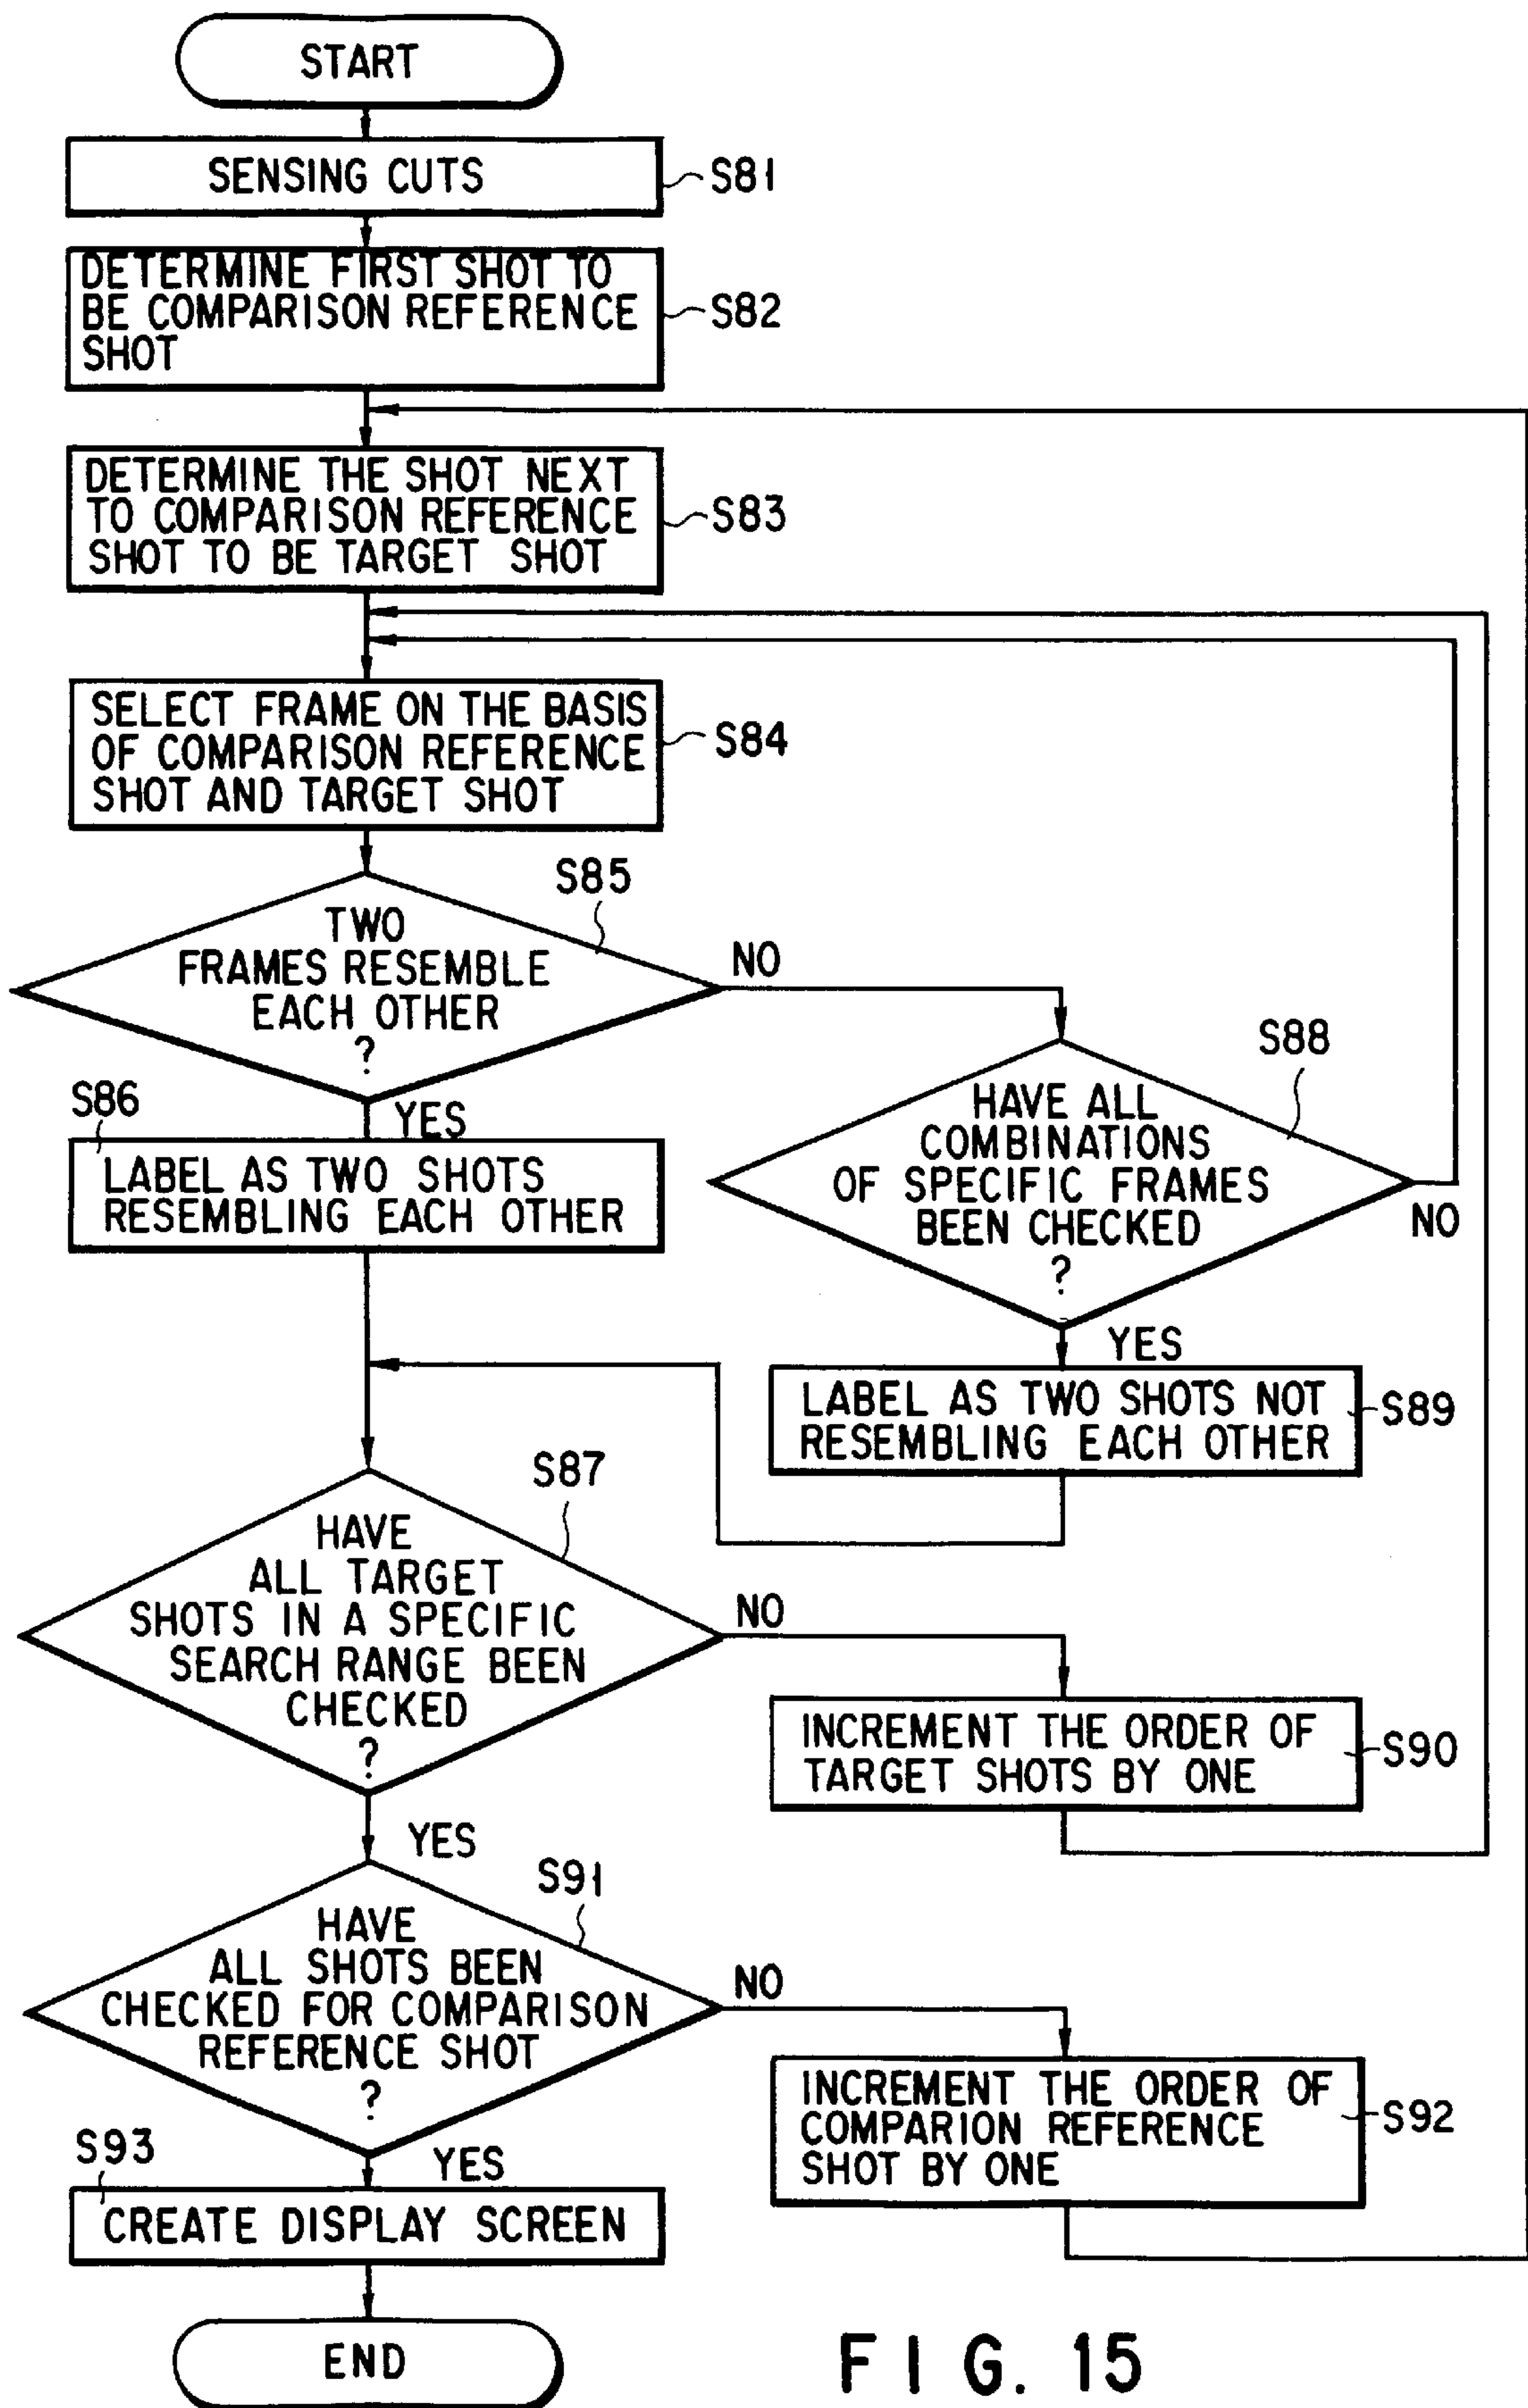 START
SENSING CUTS
S81
DETERMINE FIRST SHOT TO
BE COMPARISON REFERENCE
SHOT
S82
DETERMINE THE SHOT NEXT
TO COMPARISON REFERENCE
SHOT TO BE TARGET SHOT
S83
SELECT FRAME ON THE BASIS
OF COMPARISON REFERENCE
SHOT AND TARGET SHOT
S84
S85
TWO
FRAMES RESEMBLE
EACH OTHER
?
NO
YES
S86
LABEL AS TWO SHOTS
RESEMBLING EACH OTHER
S88
HAVE ALL
COMBINATIONS
OF SPECIFIC FRAMES
BEEN CHECKED
?
NO
YES
LABEL AS TWO SHOTS NOT
RESEMBLING EACH OTHER
S89
S87
HAVE
ALL TARGET
SHOTS IN A SPECIFIC
SEARCH RANGE BEEN
CHECKED
?
NO
YES
INCREMENT THE ORDER OF
TARGET SHOTS BY ONE
S90
S91
HAVE
ALL SHOTS BEEN
CHECKED FOR COMPARISON
REFERENCE SHOT
?
NO
YES
INCREMENT THE ORDER OF
COMPARION REFERENCE
SHOT BY ONE
S92
S93
CREATE DISPLAY SCREEN
END
FIG. 15